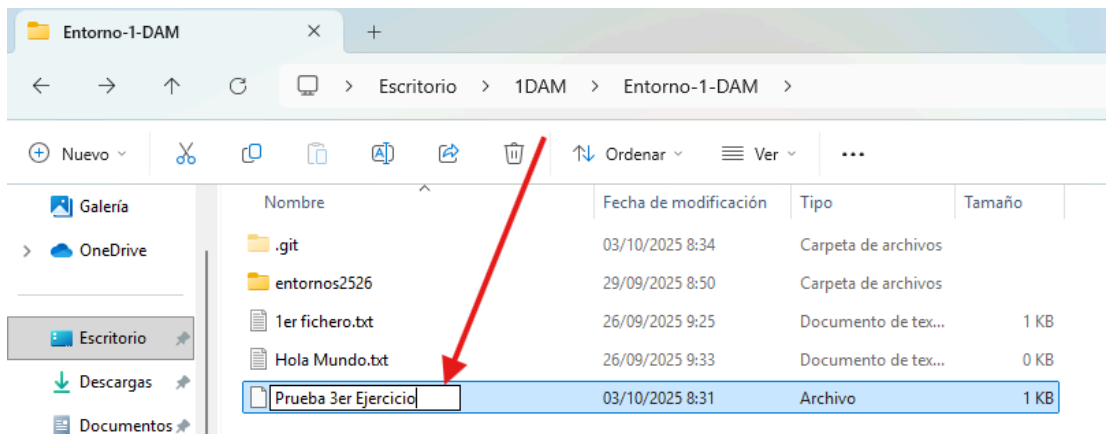 Entorno-1-DAM
Escritorio > 1DAM > Entorno-1-DAM >
Nuevo Ordenar Ver ...
Nombre Fecha de modificación Tipo Tamaño
Galería
OneDrive
Escritorio
Descargas
Documentos
.git 03/10/2025 8:34 Carpeta de archivos
entornos2526 29/09/2025 8:50 Carpeta de archivos
1er fichero.txt 26/09/2025 9:25 Documento de tex... 1 KB
Hola Mundo.txt 26/09/2025 9:33 Documento de tex... 0 KB
Prueba 3er Ejercicio 03/10/2025 8:31 Archivo 1 KB